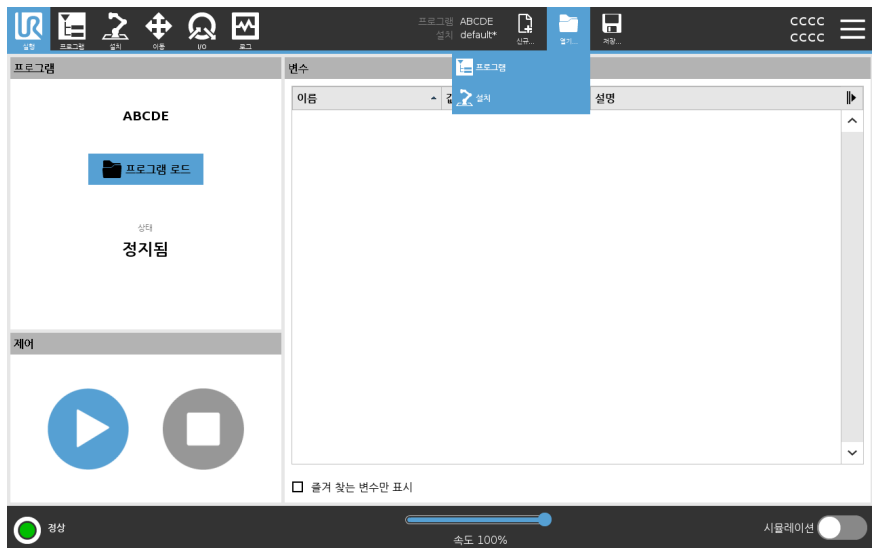 실행
프로그램
설치
이동
I/O
로그
프로그램 ABCDE
설치 default*
신규...
열기...
저장...
CCCC
CCCC
프로그램
설치
프로그램
ABCDE
프로그램 로드
상태
정지됨
제어
변수
이름
설명
즐겨 찾는 변수만 표시
정상
속도 100%
시뮬레이션